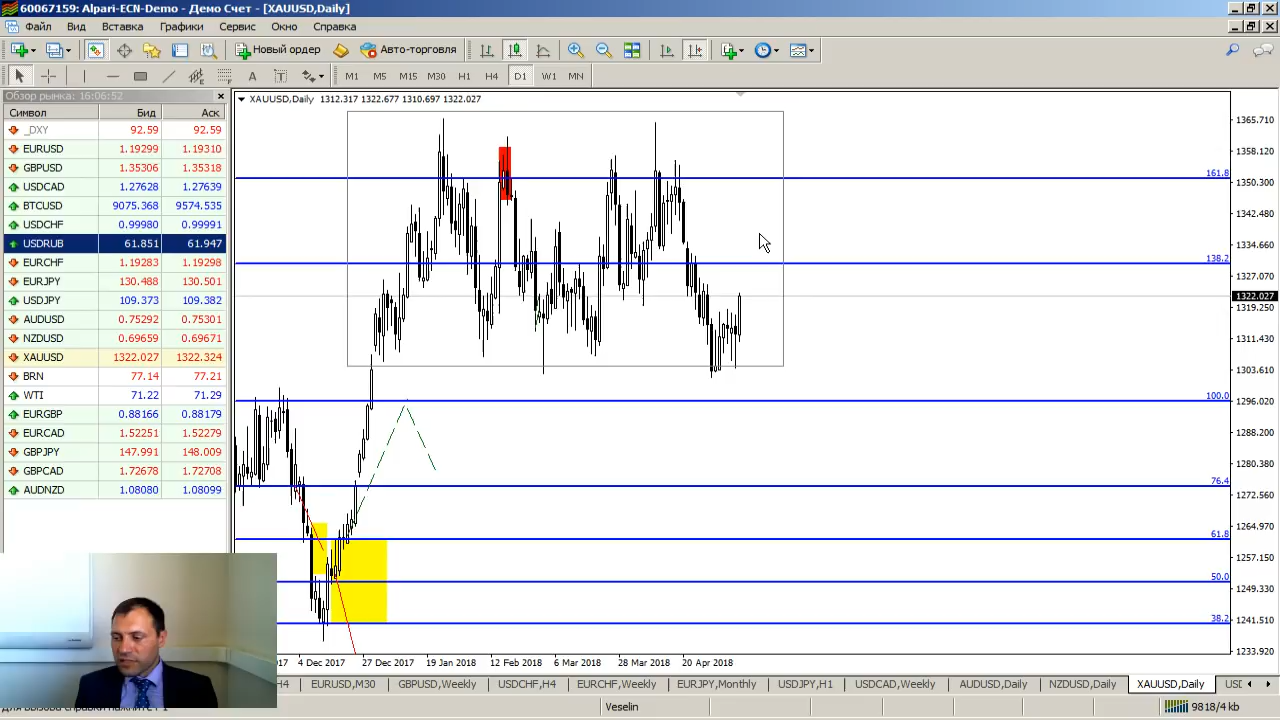 60067159: Alpari-ECN-Demo - Демо Счет - [XAUUSD,Daily]
Файл Вид Вставка Графики Сервис Окно Справка
Новый ордер Авто-торговля
A T M1 M5 M15 M30 H1 H4 D1 W1 MN
Обзор рынка: 16:06:52
Символ Бид Аск
_DXY 92.59 92.59
EURUSD 1.19299 1.19310
GBPUSD 1.35306 1.35318
USDCAD 1.27628 1.27639
BTCUSD 9075.368 9574.535
USDCHF 0.99980 0.99991
USDRUB 61.851 61.947
EURCHF 1.19283 1.19298
EURJPY 130.488 130.501
USDJPY 109.373 109.382
AUDUSD 0.75292 0.75301
NZDUSD 0.69659 0.69671
XAUUSD 1322.027 1322.324
BRN 77.14 77.21
WTI 71.22 71.29
EURGBP 0.88166 0.88179
EURCAD 1.52251 1.52279
GBPJPY 147.991 148.009
GBPCAD 1.72678 1.72708
AUDNZD 1.08080 1.08099
XAUUSD,Daily 1312.317 1322.677 1310.697 1322.027
161.8
138.2
100.0
76.4
61.8
50.0
38.2
1365.710
1358.120
1350.300
1342.480
1334.660
1327.070
1322.027
1319.250
1311.430
1303.610
1296.020
1288.200
1280.380
1272.560
1264.970
1257.150
1249.330
1241.510
1233.920
2017 4 Dec 2017 27 Dec 2017 19 Jan 2018 12 Feb 2018 6 Mar 2018 28 Mar 2018 20 Apr 2018
H4 EURUSD,M30 GBPUSD,Weekly USDCHF,H4 EURCHF,Weekly EURJPY,Monthly USDJPY,H1 USDCAD,Weekly AUDUSD,Daily NZDUSD,Daily XAUUSD,Daily USD
Veselin 9818/4 kb